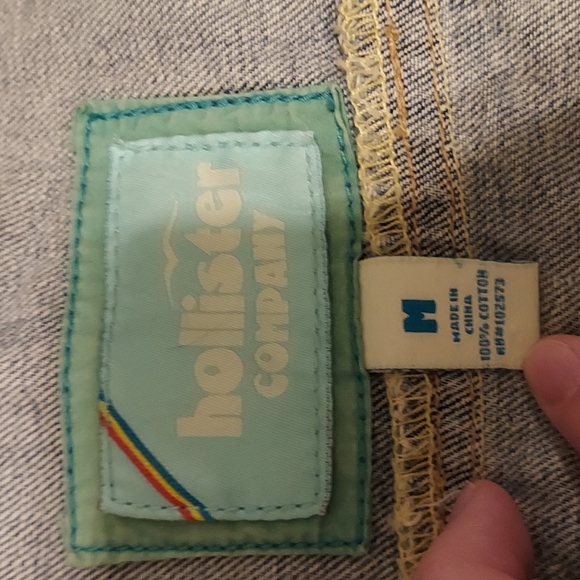 hollister
COMPANY
M
MADE IN
CHINA
100% COTTON
RN#102573